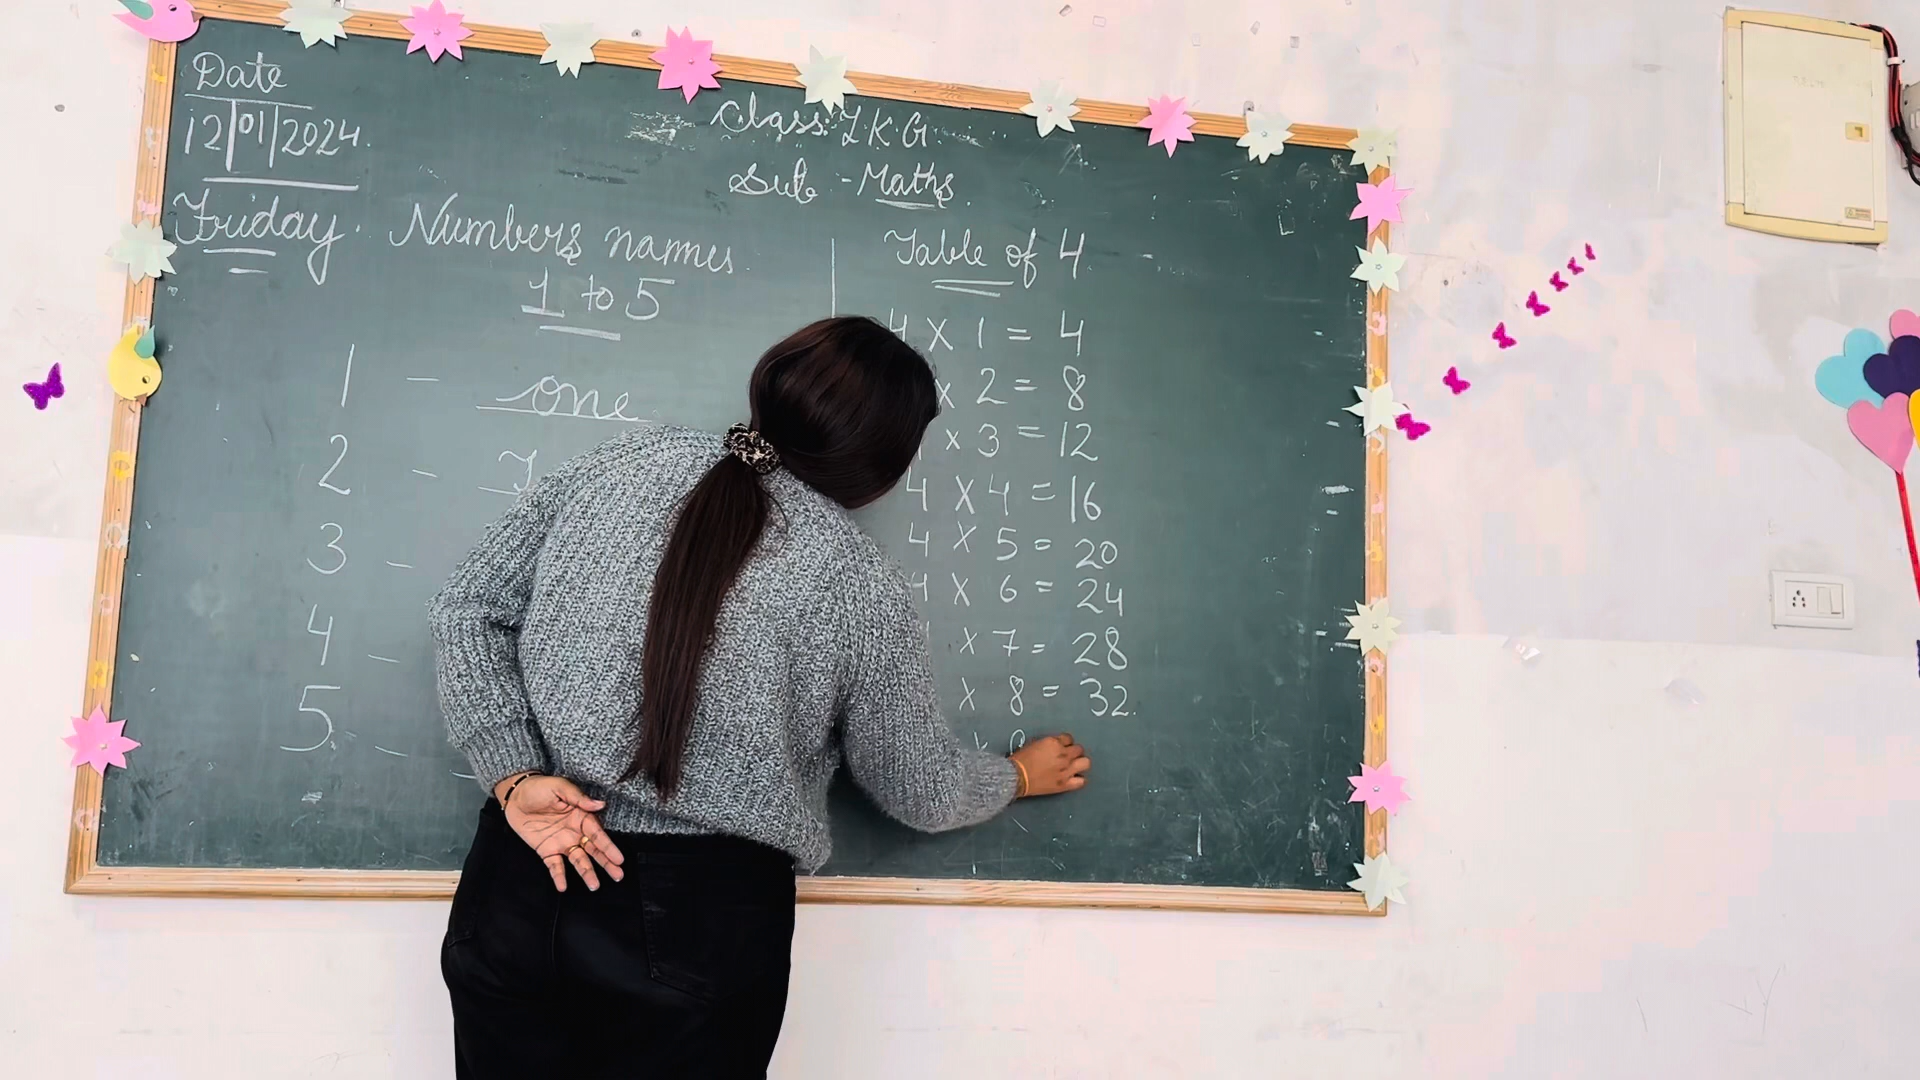 Date
12|01|2024.
Friday.
Class: L.K.G.
Sub - Maths.
Numbers names
1 to 5
1 - one
2 -
3 -
4 -
5. -
Table of 4
4 X 1 = 4
x 2 = 8
x 3 = 12
4 X 4 = 16
4 X 5 = 20
4 X 6 = 24
x 7 = 28
x 8 = 32.
x